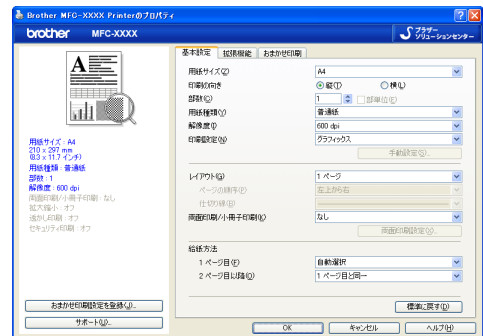 Brother MFC-XXXX Printerのプロパティ
brother MFC-XXXX
ブラザー
ソリューションセンター
基本設定 拡張機能 おまかせ印刷
用紙サイズ(Z) A4
印刷の向き 縦(T) 横(L)
部数(C) 1 部単位(E)
用紙種類(Y) 普通紙
解像度(I) 600 dpi
印刷設定(N) グラフィックス
手動設定(S)...
レイアウト(G) 1 ページ
ページの順序(P) 左上から右
仕切り線(B)
両面印刷/小冊子印刷(K) なし
両面印刷設定(X)...
給紙方法
1 ページ目(F) 自動選択
2 ページ目以降(O) 1 ページ目と同一
標準に戻す(D)
用紙サイズ : A4
210 x 297 mm
(8.3 x 11.7 インチ)
用紙種類 : 普通紙
部数 : 1
解像度 : 600 dpi
両面印刷/小冊子印刷 : なし
拡大縮小 : オフ
透かし印刷 : オフ
セキュリティ印刷 : オフ
おまかせ印刷設定を登録(J)...
サポート(U)...
OK キャンセル ヘルプ(H)